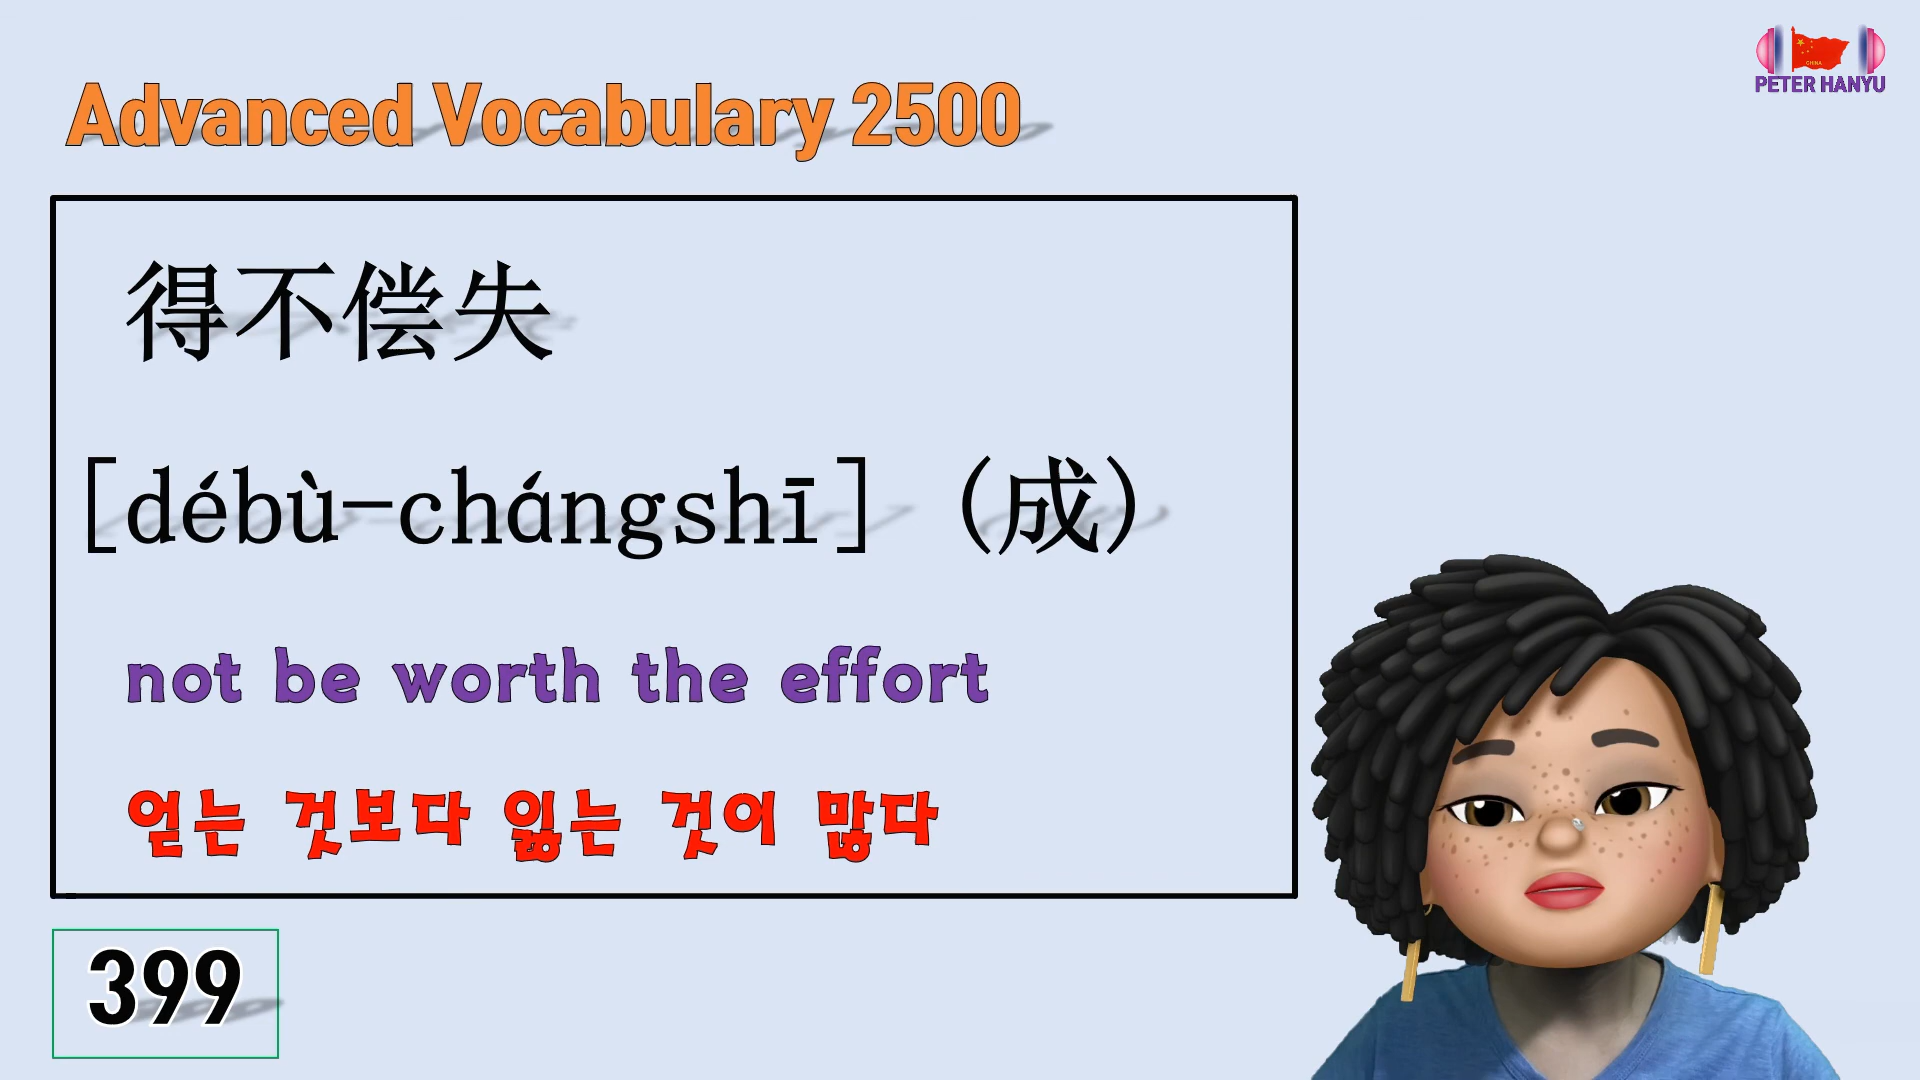 CHINA
PETER HANYU
Advanced Vocabulary 2500
得不偿失
[débù-chángshī] (成)
not be worth the effort
얻는 것보다 잃는 것이 많다
399